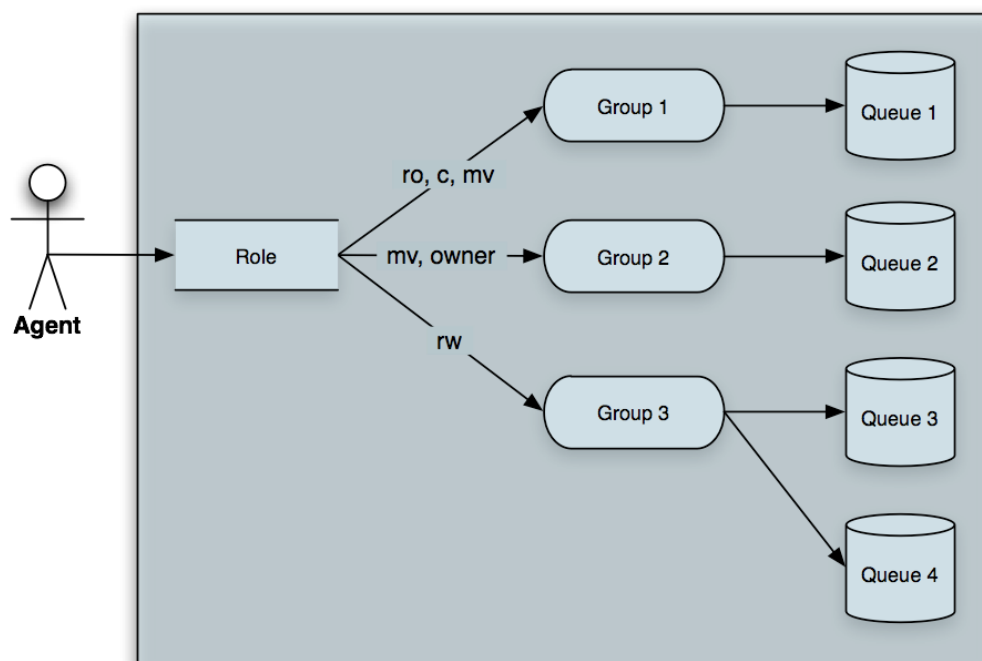 Group 1
Queue 1
ro, c, mv
Agent
Role
mv, owner
Group 2
Queue 2
rw
Group 3
Queue 3
Queue 4